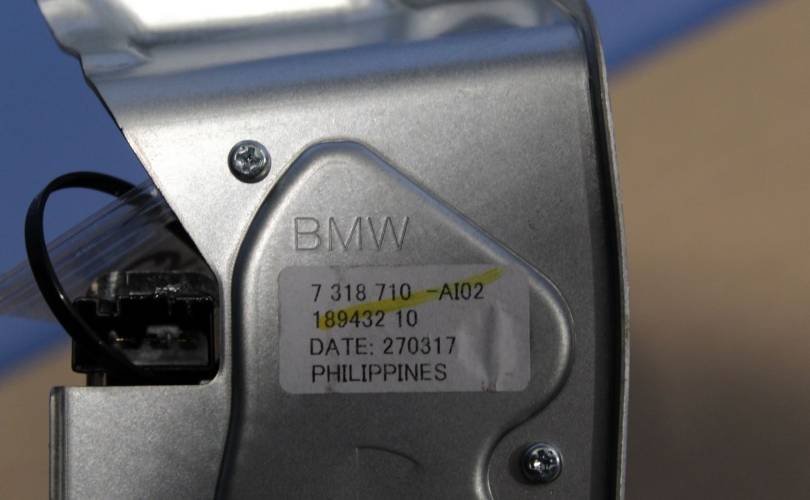 BMW
7 318 710 -AI02
189432 10
DATE: 270317
PHILIPPINES